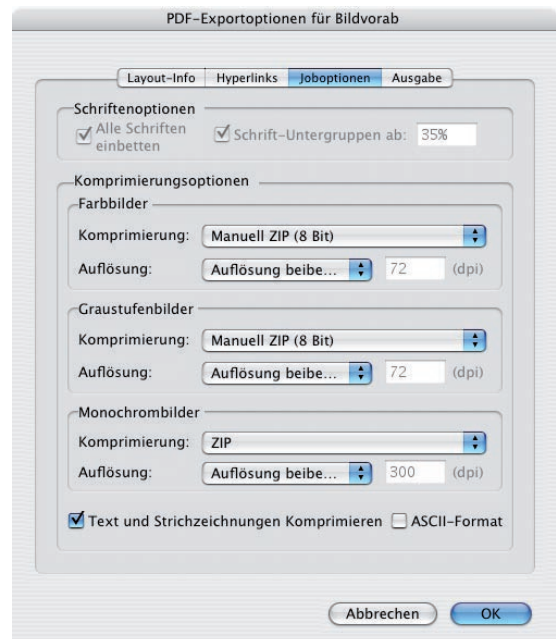 PDF-Exportoptionen für Bildvorab
Layout-Info Hyperlinks Joboptionen Ausgabe
Schriftenoptionen
Alle Schriften einbetten
Schrift-Untergruppen ab: 35%
Komprimierungsoptionen
Farbbilder
Komprimierung: Manuell ZIP (8 Bit)
Auflösung: Auflösung beibe... 72 (dpi)
Graustufenbilder
Komprimierung: Manuell ZIP (8 Bit)
Auflösung: Auflösung beibe... 72 (dpi)
Monochrombilder
Komprimierung: ZIP
Auflösung: Auflösung beibe... 300 (dpi)
Text und Strichzeichnungen Komprimieren ASCII-Format
Abbrechen OK